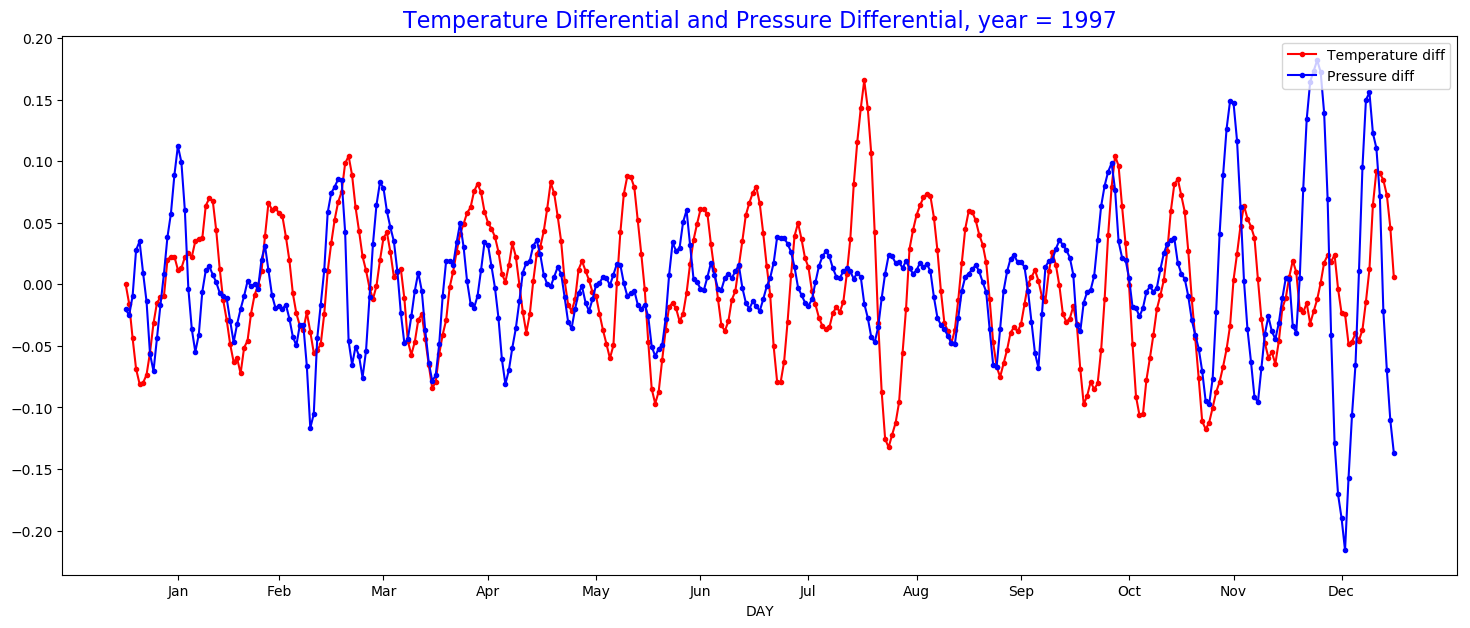 Temperature Differential and Pressure Differential, year = 1997
0.20
0.15
0.10
0.05
0.00
−0.05
−0.10
−0.15
−0.20
Temperature diff
Pressure diff
Jan Feb Mar Apr May Jun Jul Aug Sep Oct Nov Dec
DAY